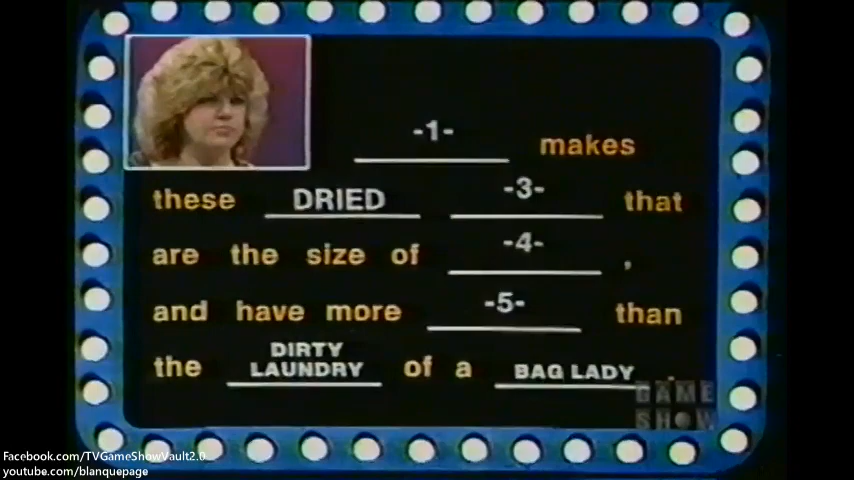 -1- makes
these DRIED -3- that
are the size of -4- ,
and have more -5- than
the DIRTY LAUNDRY of a BAG LADY .
GAME
SHOW
Facebook.com/TVGameShowVault2.0
youtube.com/blanquepage